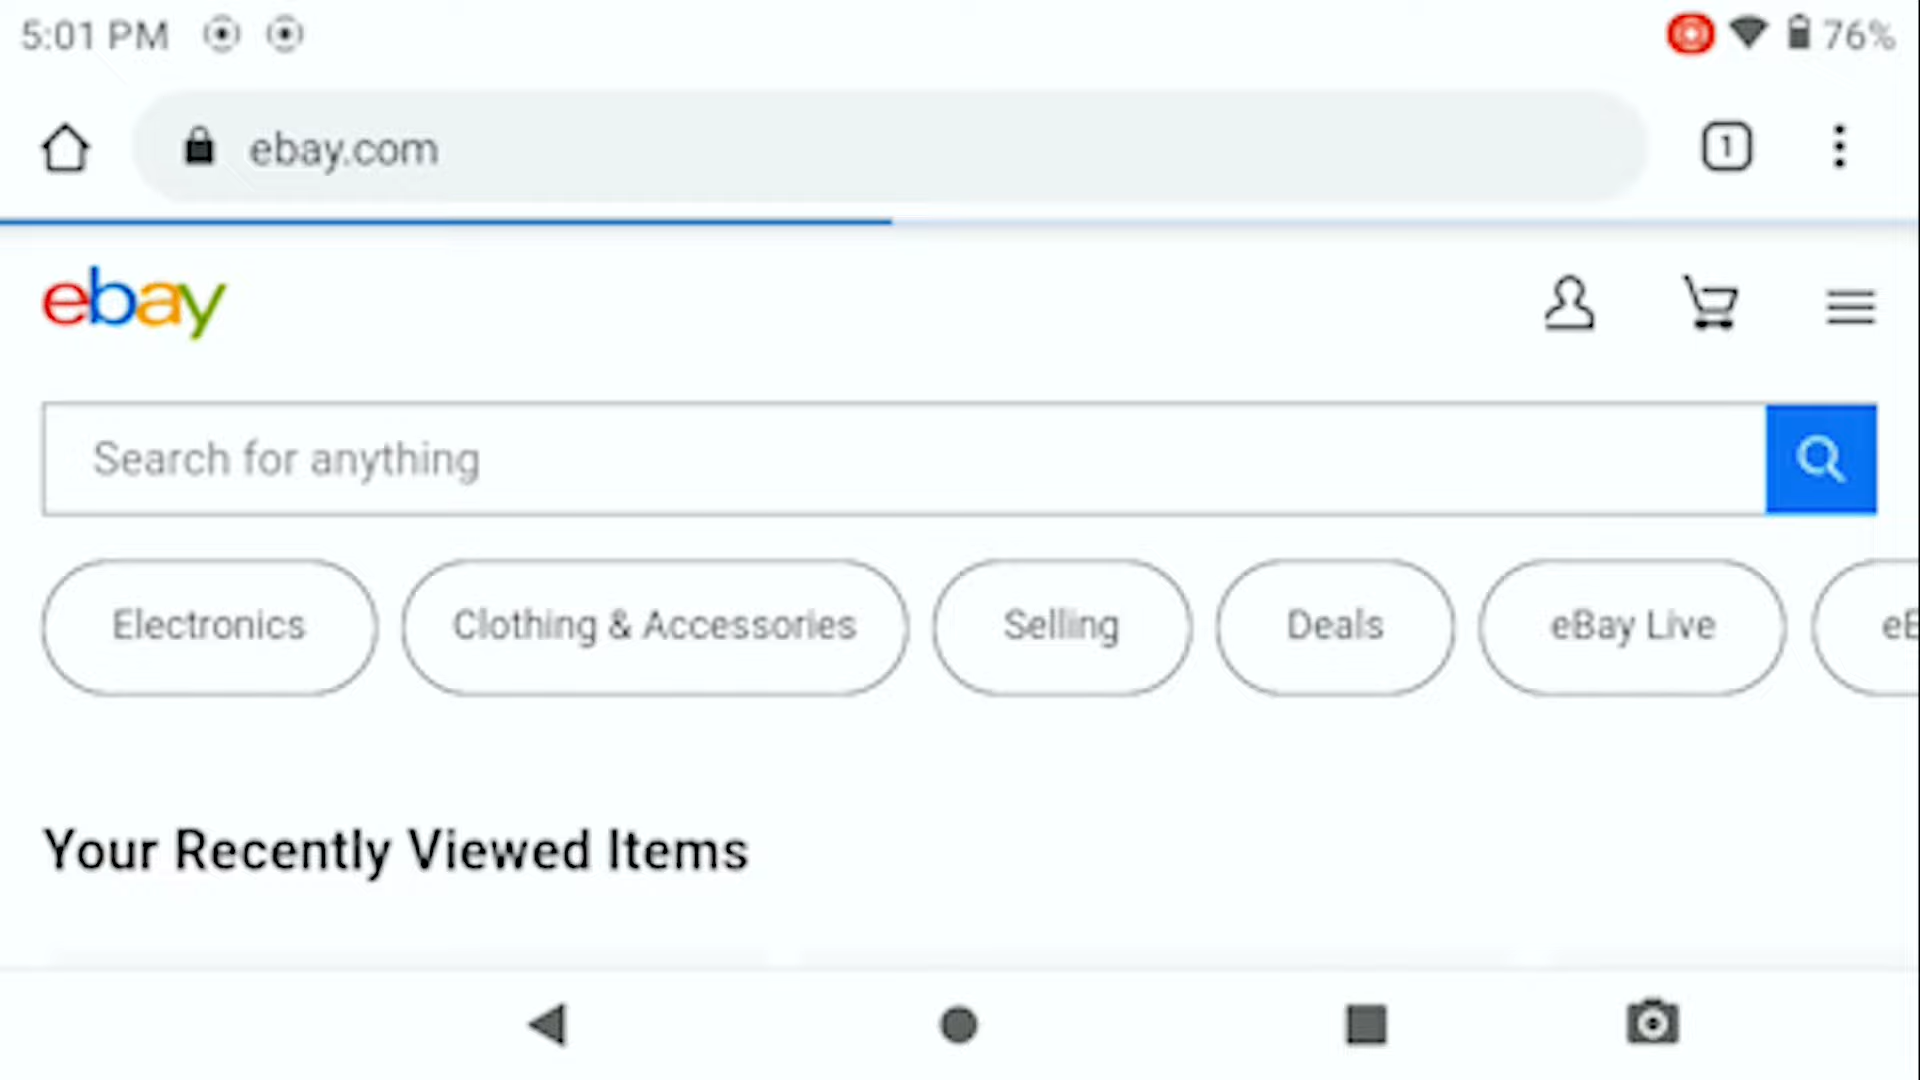 5:01 PM 76%
ebay.com 1
ebay
Search for anything
Electronics Clothing & Accessories Selling Deals eBay Live
Your Recently Viewed Items